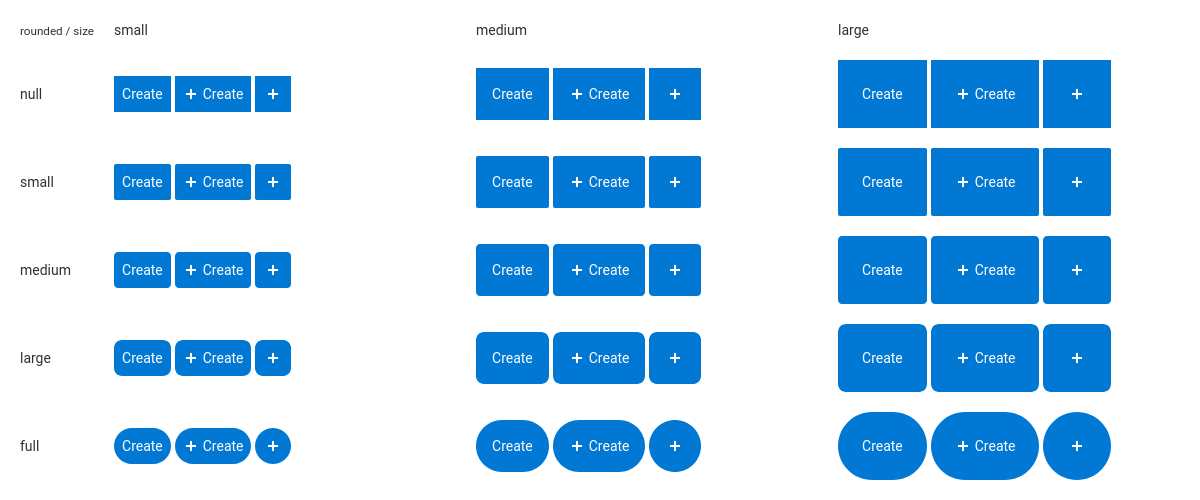 rounded / size small medium large
null Create + Create + Create + Create + Create + Create +
small Create + Create + Create + Create + Create + Create +
medium Create + Create + Create + Create + Create + Create +
large Create + Create + Create + Create + Create + Create +
full Create + Create + Create + Create + Create + Create +